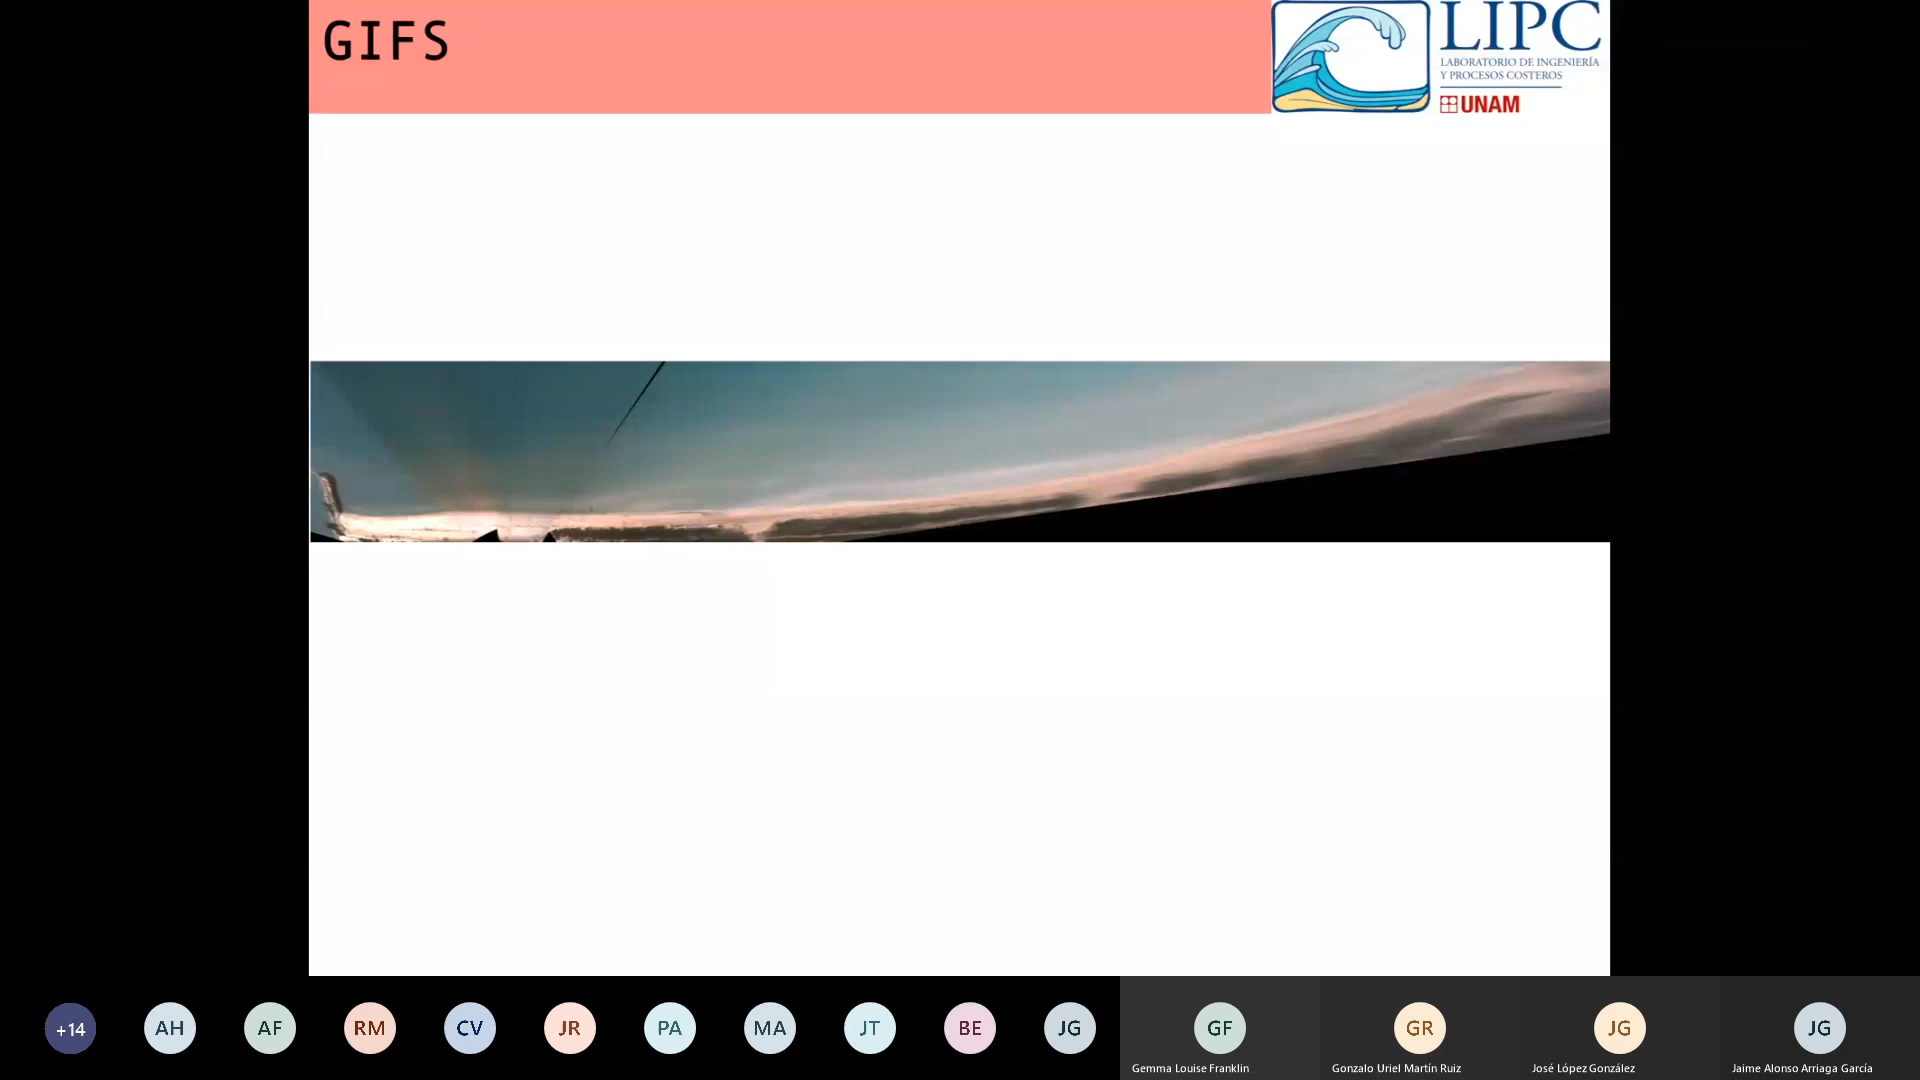 GIFS
LIPC
LABORATORIO DE INGENIERÍA
Y PROCESOS COSTEROS
UNAM
+14
AH
AF
RM
CV
JR
PA
MA
JT
BE
JG
GF
GR
JG
JG
Gemma Louise Franklin
Gonzalo Uriel Martín Ruiz
José López González
Jaime Alonso Arriaga García